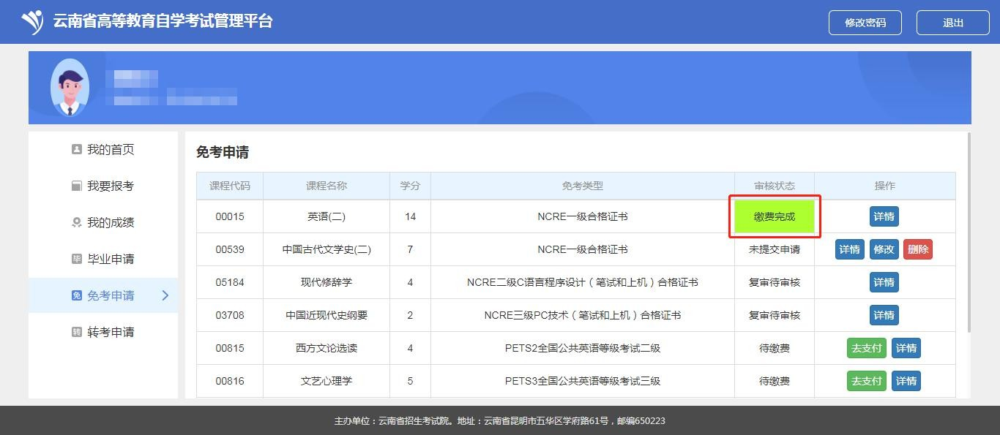 云南省高等教育自学考试管理平台 修改密码 退出
我的首页
我要报考
我的成绩
毕 毕业申请
免 免考申请
转 转考申请
免考申请
课程代码 课程名称 学分 免考类型 审核状态 操作
00015 英语(二) 14 NCRE一级合格证书 缴费完成 详情
00539 中国古代文学史(二) 7 NCRE一级合格证书 未提交申请 详情 修改 删除
05184 现代修辞学 4 NCRE二级C语言程序设计（笔试和上机）合格证书 复审待审核 详情
03708 中国近现代史纲要 2 NCRE三级PC技术（笔试和上机）合格证书 复审待审核 详情
00815 西方文论选读 4 PETS2全国公共英语等级考试二级 待缴费 去支付 详情
00816 文艺心理学 5 PETS3全国公共英语等级考试三级 待缴费 去支付 详情
主办单位：云南省招生考试院。地址：云南省昆明市五华区学府路61号，邮编650223